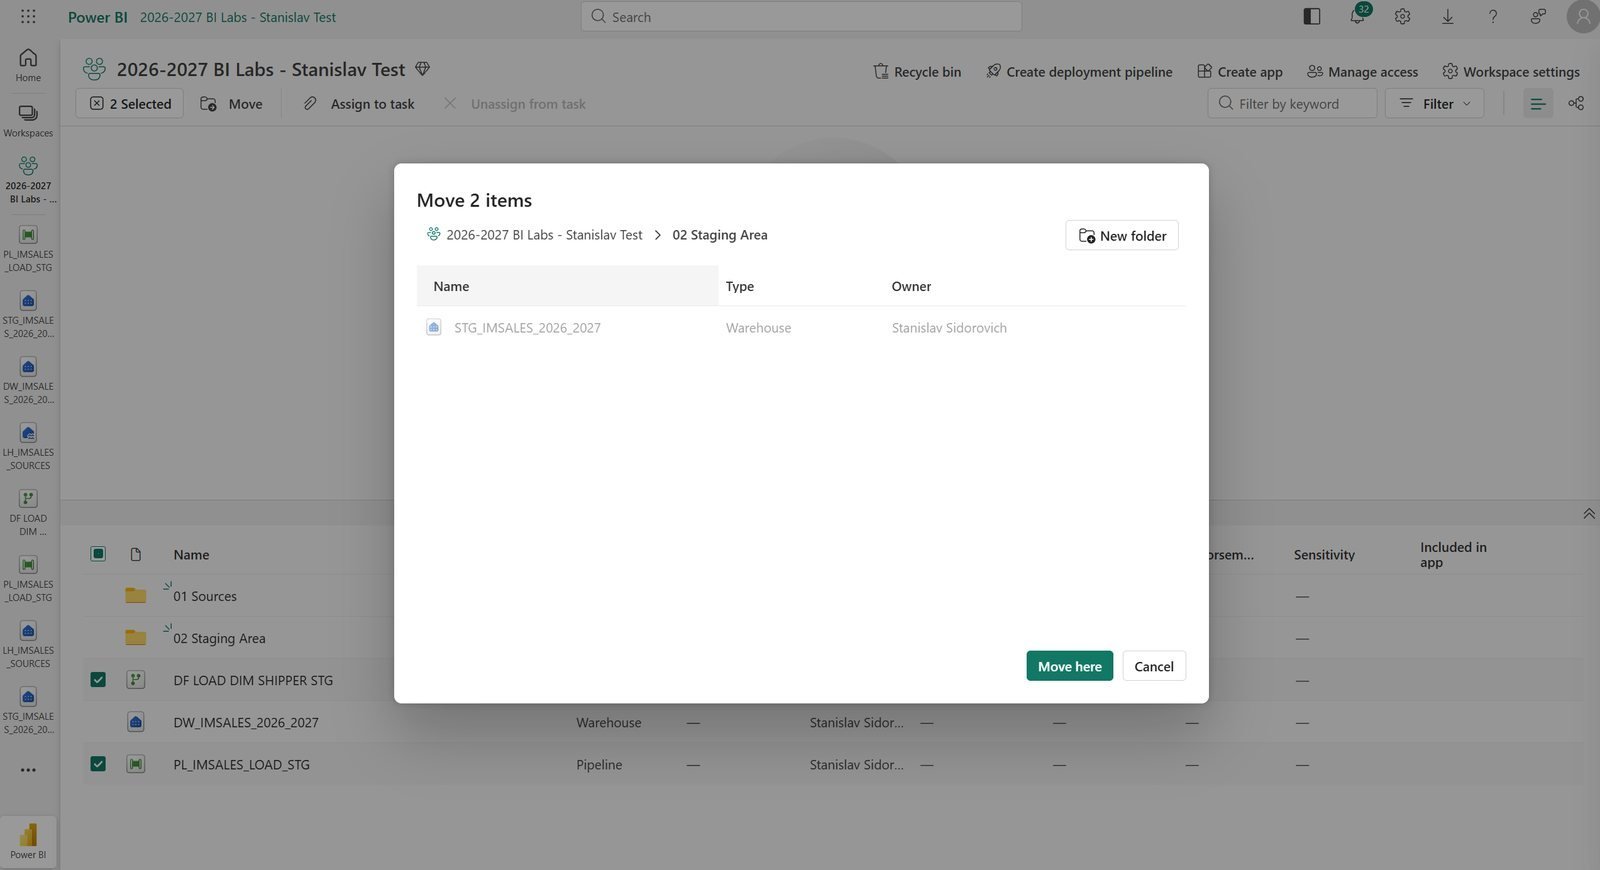 Power BI 2026-2027 BI Labs - Stanislav Test
Search
32
Home
Workspaces
2026-2027
BI Labs - ...
PL_IMSALES
_LOAD_STG
STG_IMSALE
S_2026_20...
DW_IMSALE
S_2026_20...
LH_IMSALES
_SOURCES
DF LOAD
DIM ...
PL_IMSALES
_LOAD_STG
LH_IMSALES
_SOURCES
STG_IMSALE
S_2026_20...
Power BI
2026-2027 BI Labs - Stanislav Test
Recycle bin Create deployment pipeline Create app Manage access Workspace settings
2 Selected Move Assign to task Unassign from task
Filter by keyword Filter
Move 2 items
2026-2027 BI Labs - Stanislav Test > 02 Staging Area
New folder
Name Type Owner
STG_IMSALES_2026_2027 Warehouse Stanislav Sidorovich
Move here Cancel
Name Sensitivity Included in
app
01 Sources —
02 Staging Area —
DF LOAD DIM SHIPPER STG —
DW_IMSALES_2026_2027 Warehouse — Stanislav Sidor... — — — —
PL_IMSALES_LOAD_STG Pipeline — Stanislav Sidor... — — — —